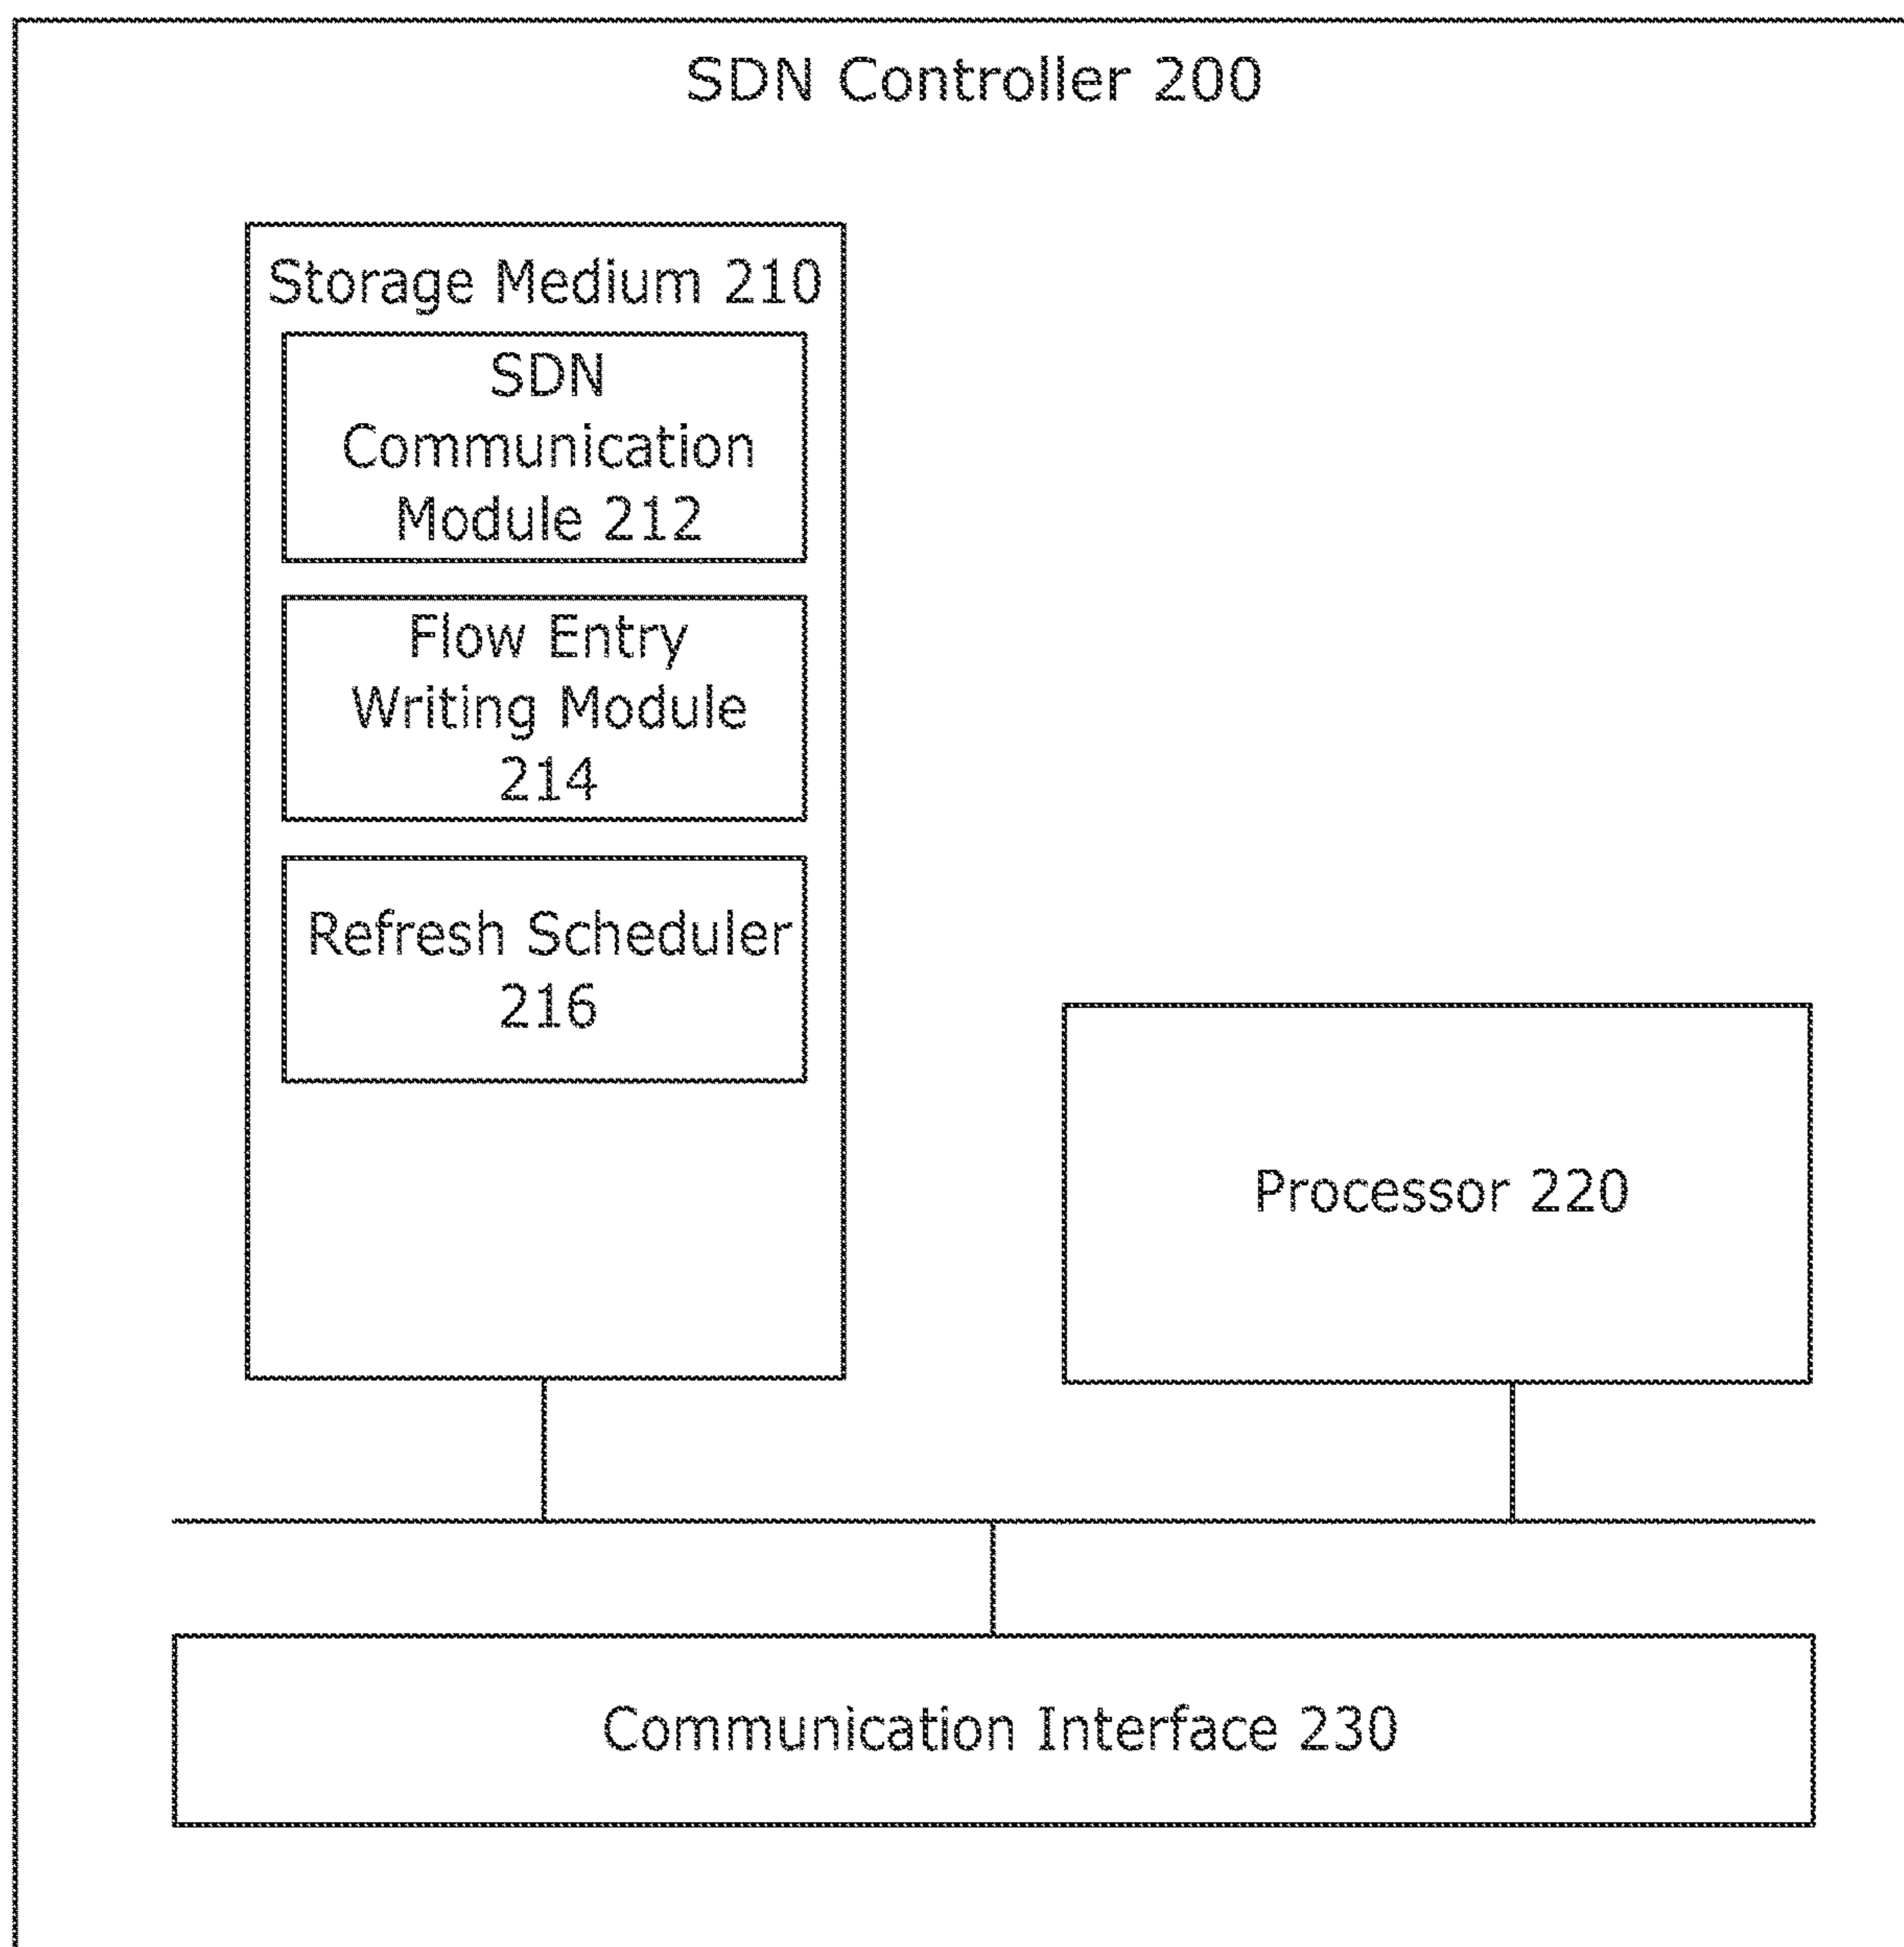 SDN Controller 200
Storage Medium 210
SDN
Communication
Module 212
Flow Entry
Writing Module
214
Refresh Scheduler
216
Processor 220
Communication Interface 230